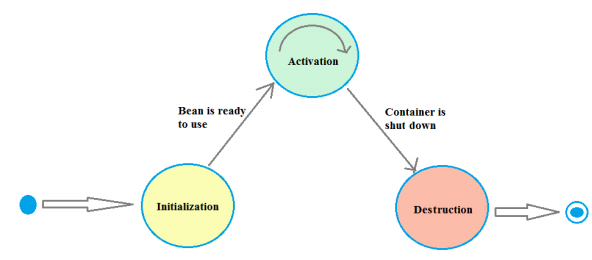 Activation
Bean is ready
to use
Container is
shut down
Initialization
Destruction